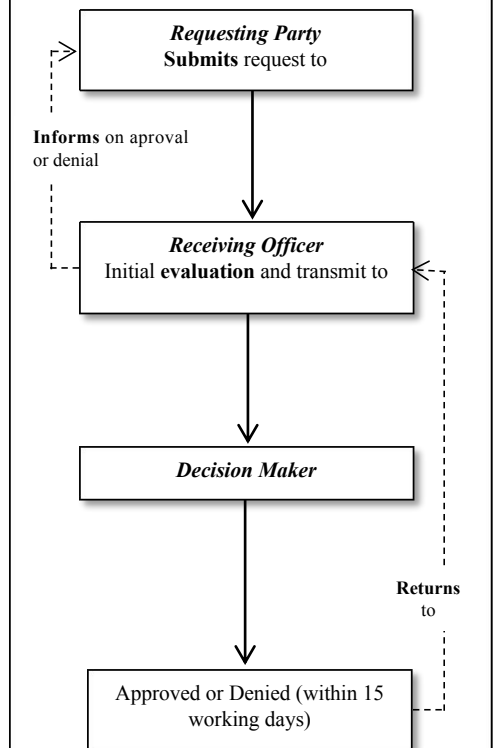 Requesting Party
Submits request to
Informs on aproval
or denial
Receiving Officer
Initial evaluation and transmit to
Decision Maker
Returns
to
Approved or Denied (within 15
working days)